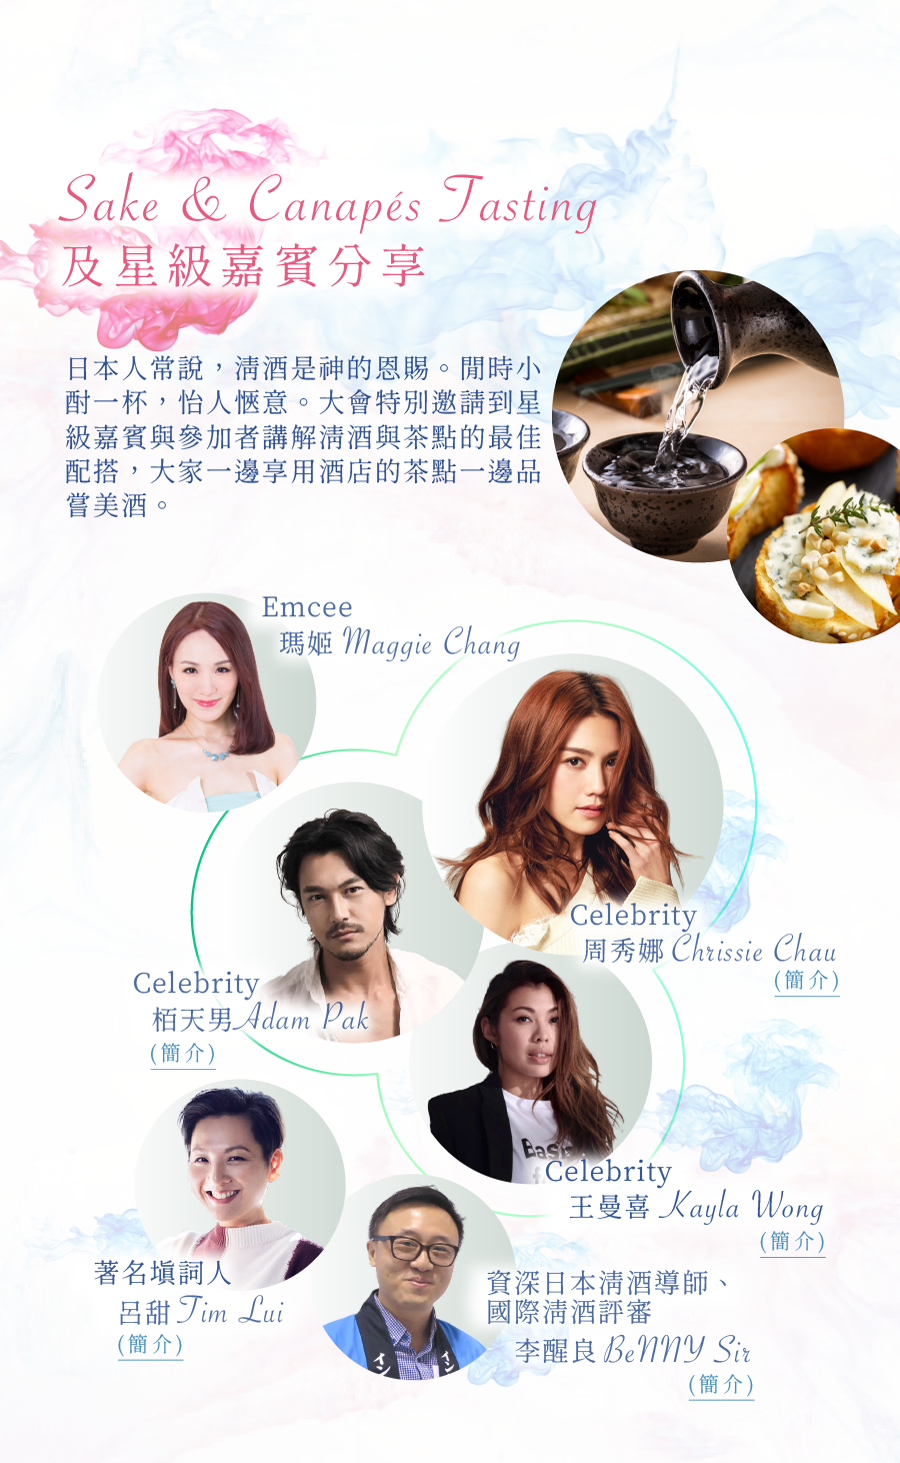 Sake & Canapés Tasting
及星級嘉賓分享
日本人常說，清酒是神的恩賜。閒時小
酎一杯，怡人愜意。大會特別邀請到星
級嘉賓與參加者講解清酒與茶點的最佳
配搭，大家一邊享用酒店的茶點一邊品
嘗美酒。
Emcee
瑪姬 Maggie Chang
Celebrity
周秀娜 Chrissie Chau
(簡介)
Celebrity
栢天男 Adam Pak
(簡介)
Celebrity
王曼喜 Kayla Wong
(簡介)
著名填詞人
呂甜 Tim Lui
(簡介)
資深日本清酒導師、
國際清酒評審
李醒良 BeNNY Sir
(簡介)